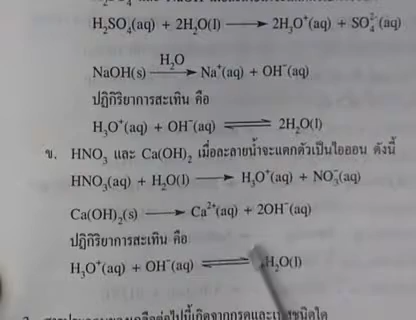 H₂SO₄(aq) + 2H₂O(l) ⟶ 2H₃O⁺(aq) + SO₄²⁻(aq)
NaOH(s) —H₂O→ Na⁺(aq) + OH⁻(aq)
ปฏิกิริยาการสะเทิน คือ
H₃O⁺(aq) + OH⁻(aq) ⇌ 2H₂O(l)
ข. HNO₃ และ Ca(OH)₂ เมื่อละลายน้ำจะแตกตัวเป็นไอออน ดังนี้
HNO₃(aq) + H₂O(l) ⟶ H₃O⁺(aq) + NO₃⁻(aq)
Ca(OH)₂(s) ⟶ Ca²⁺(aq) + 2OH⁻(aq)
ปฏิกิริยาการสะเทิน คือ
H₃O⁺(aq) + OH⁻(aq) ⇌ H₂O(l)